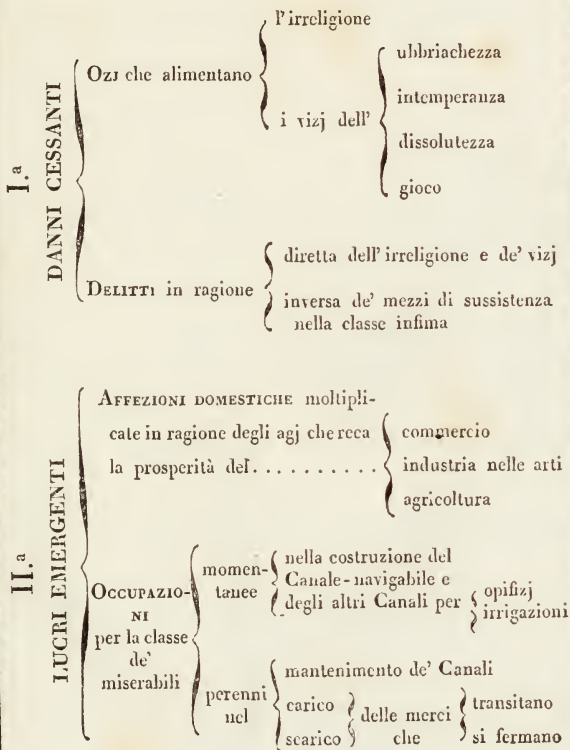 I.ª
DANNI CESSANTI
Ozj che alimentano
l'irreligione
i vizj dell'
ubbriachezza
intemperanza
dissolutezza
gioco
DELITTI in ragione
diretta dell'irreligione e de' vizj
inversa de' mezzi di sussistenza
nella classe infima
II.ª
LUCRI EMERGENTI
AFFEZIONI DOMESTICHE moltipli-
cate in ragione degli agj che reca
la prosperità del . . . . . . . . . .
commercio
industria nelle arti
agricoltura
OCCUPAZIO-
NI
per la classe
de'
miserabili
momen-
tanee
nella costruzione del
Canale-navigabile e
degli altri Canali per
opifizj
irrigazioni
perenni
nel
mantenimento de' Canali
carico
scarico
delle merci
che
transitano
si fermano